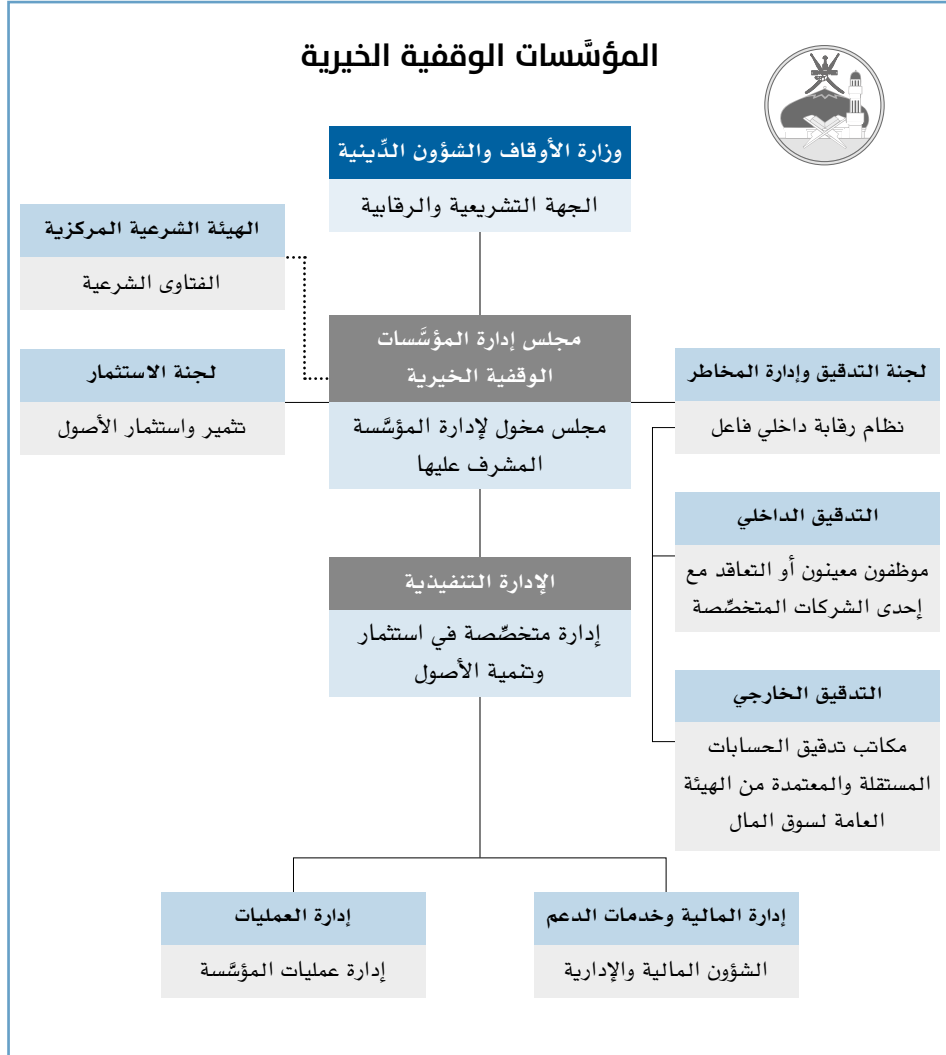 المؤسَّسات الوقفية الخيرية
وزارة الأوقاف والشؤون الدِّينية
الجهة التشريعية والرقابية
الهيئة الشرعية المركزية
الفتاوى الشرعية
مجلس إدارة المؤسَّسات
الوقفية الخيرية
مجلس مخول لإدارة المؤسَّسة
المشرف عليها
لجنة التدقيق وإدارة المخاطر
نظام رقابة داخلي فاعل
لجنة الاستثمار
تثمير واستثمار الأصول
التدقيق الداخلي
موظفون معينون أو التعاقد مع
إحدى الشركات المتخصِّصة
الإدارة التنفيذية
إدارة متخصِّصة في استثمار
وتنمية الأصول
التدقيق الخارجي
مكاتب تدقيق الحسابات
المستقلة والمعتمدة من الهيئة
العامة لسوق المال
إدارة المالية وخدمات الدعم
الشؤون المالية والإدارية
إدارة العمليات
إدارة عمليات المؤسَّسة